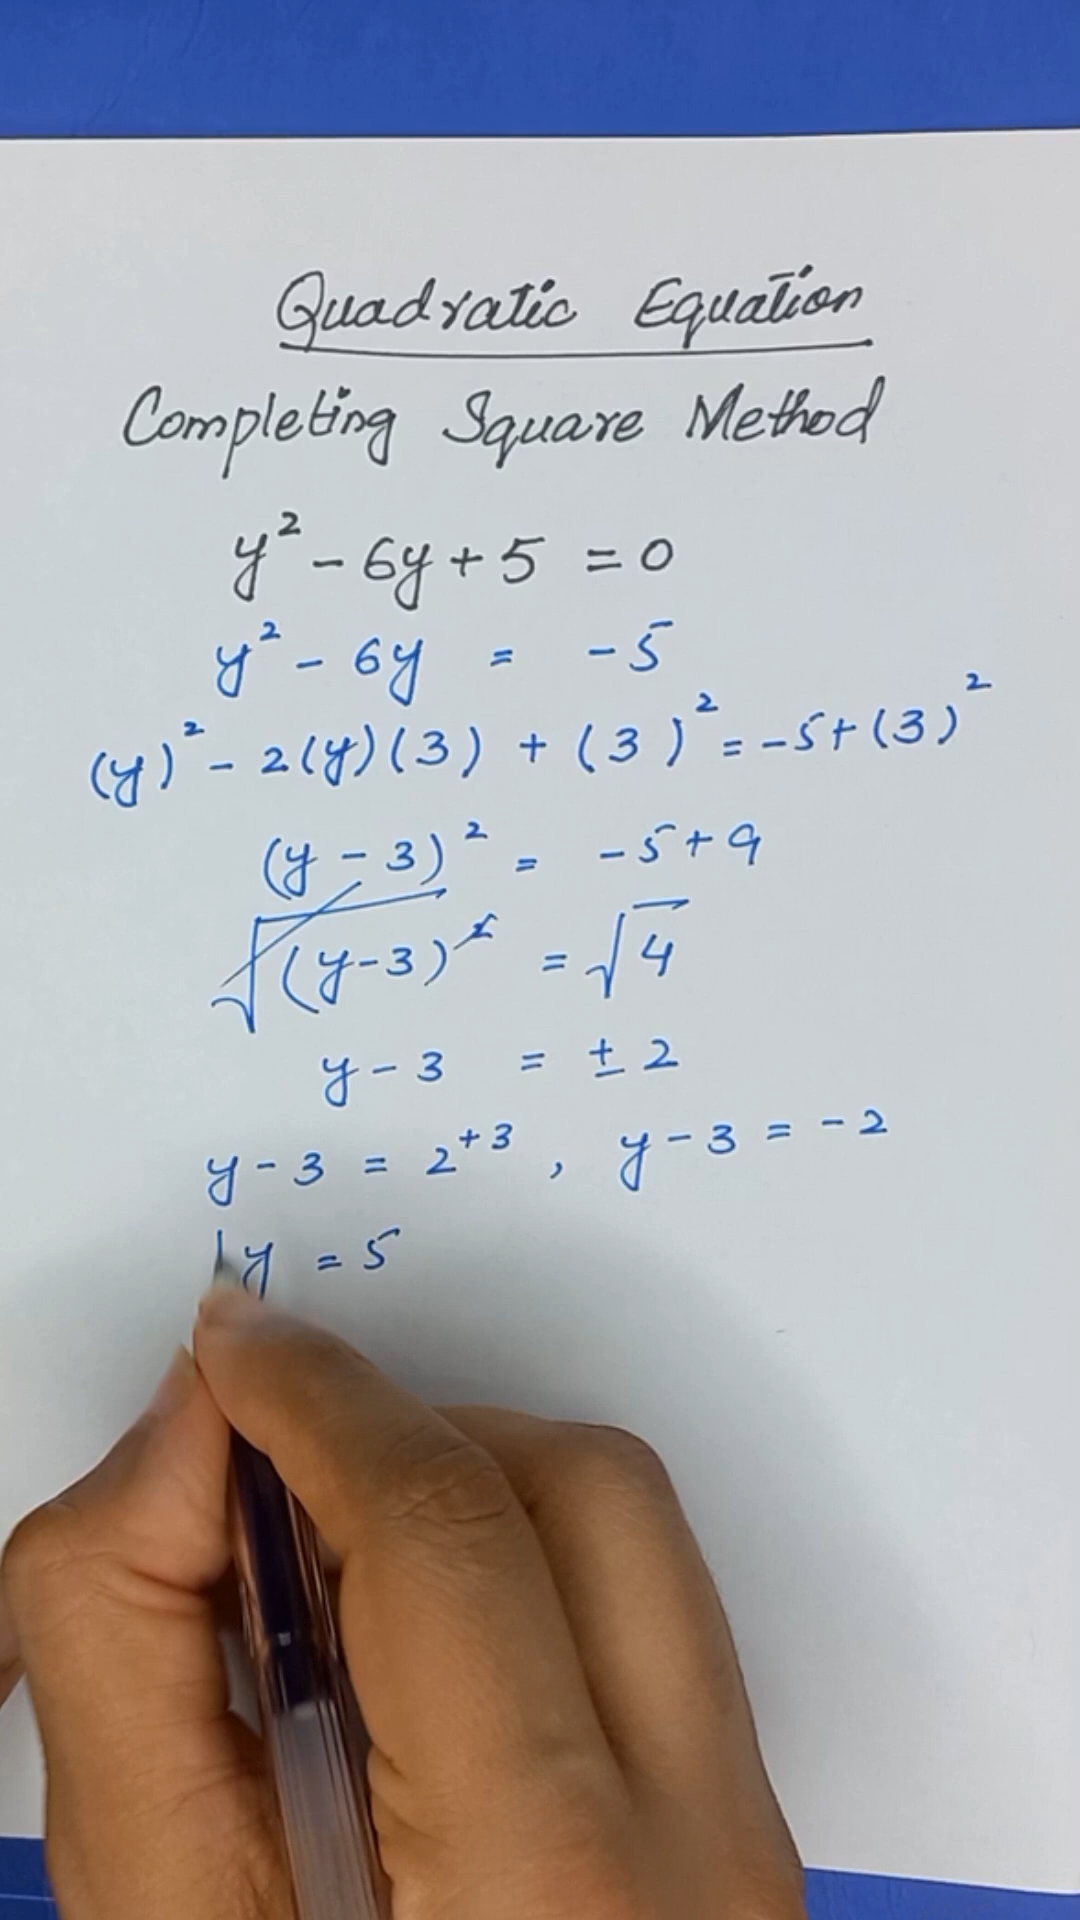 Quadratic Equation
Completing Square Method
y² - 6y + 5 = 0
y² - 6y = -5
(y)² - 2(y)(3) + (3)² = -5 + (3)²
(y - 3)² = -5 + 9
√(y-3)² = √4
y - 3 = ± 2
y - 3 = 2 + 3 , y - 3 = - 2
y = 5